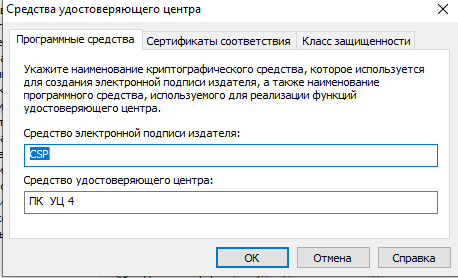 Средства удостоверяющего центра
Программные средства
Сертификаты соответствия
Класс защищенности
Укажите наименование криптографического средства, которое используется
для создания электронной подписи издателя, а также наименование
программного средства, используемого для реализации функций
удостоверяющего центра.
Средство электронной подписи издателя:
CSP
Средство удостоверяющего центра:
ПК УЦ 4
OK
Отмена
Справка